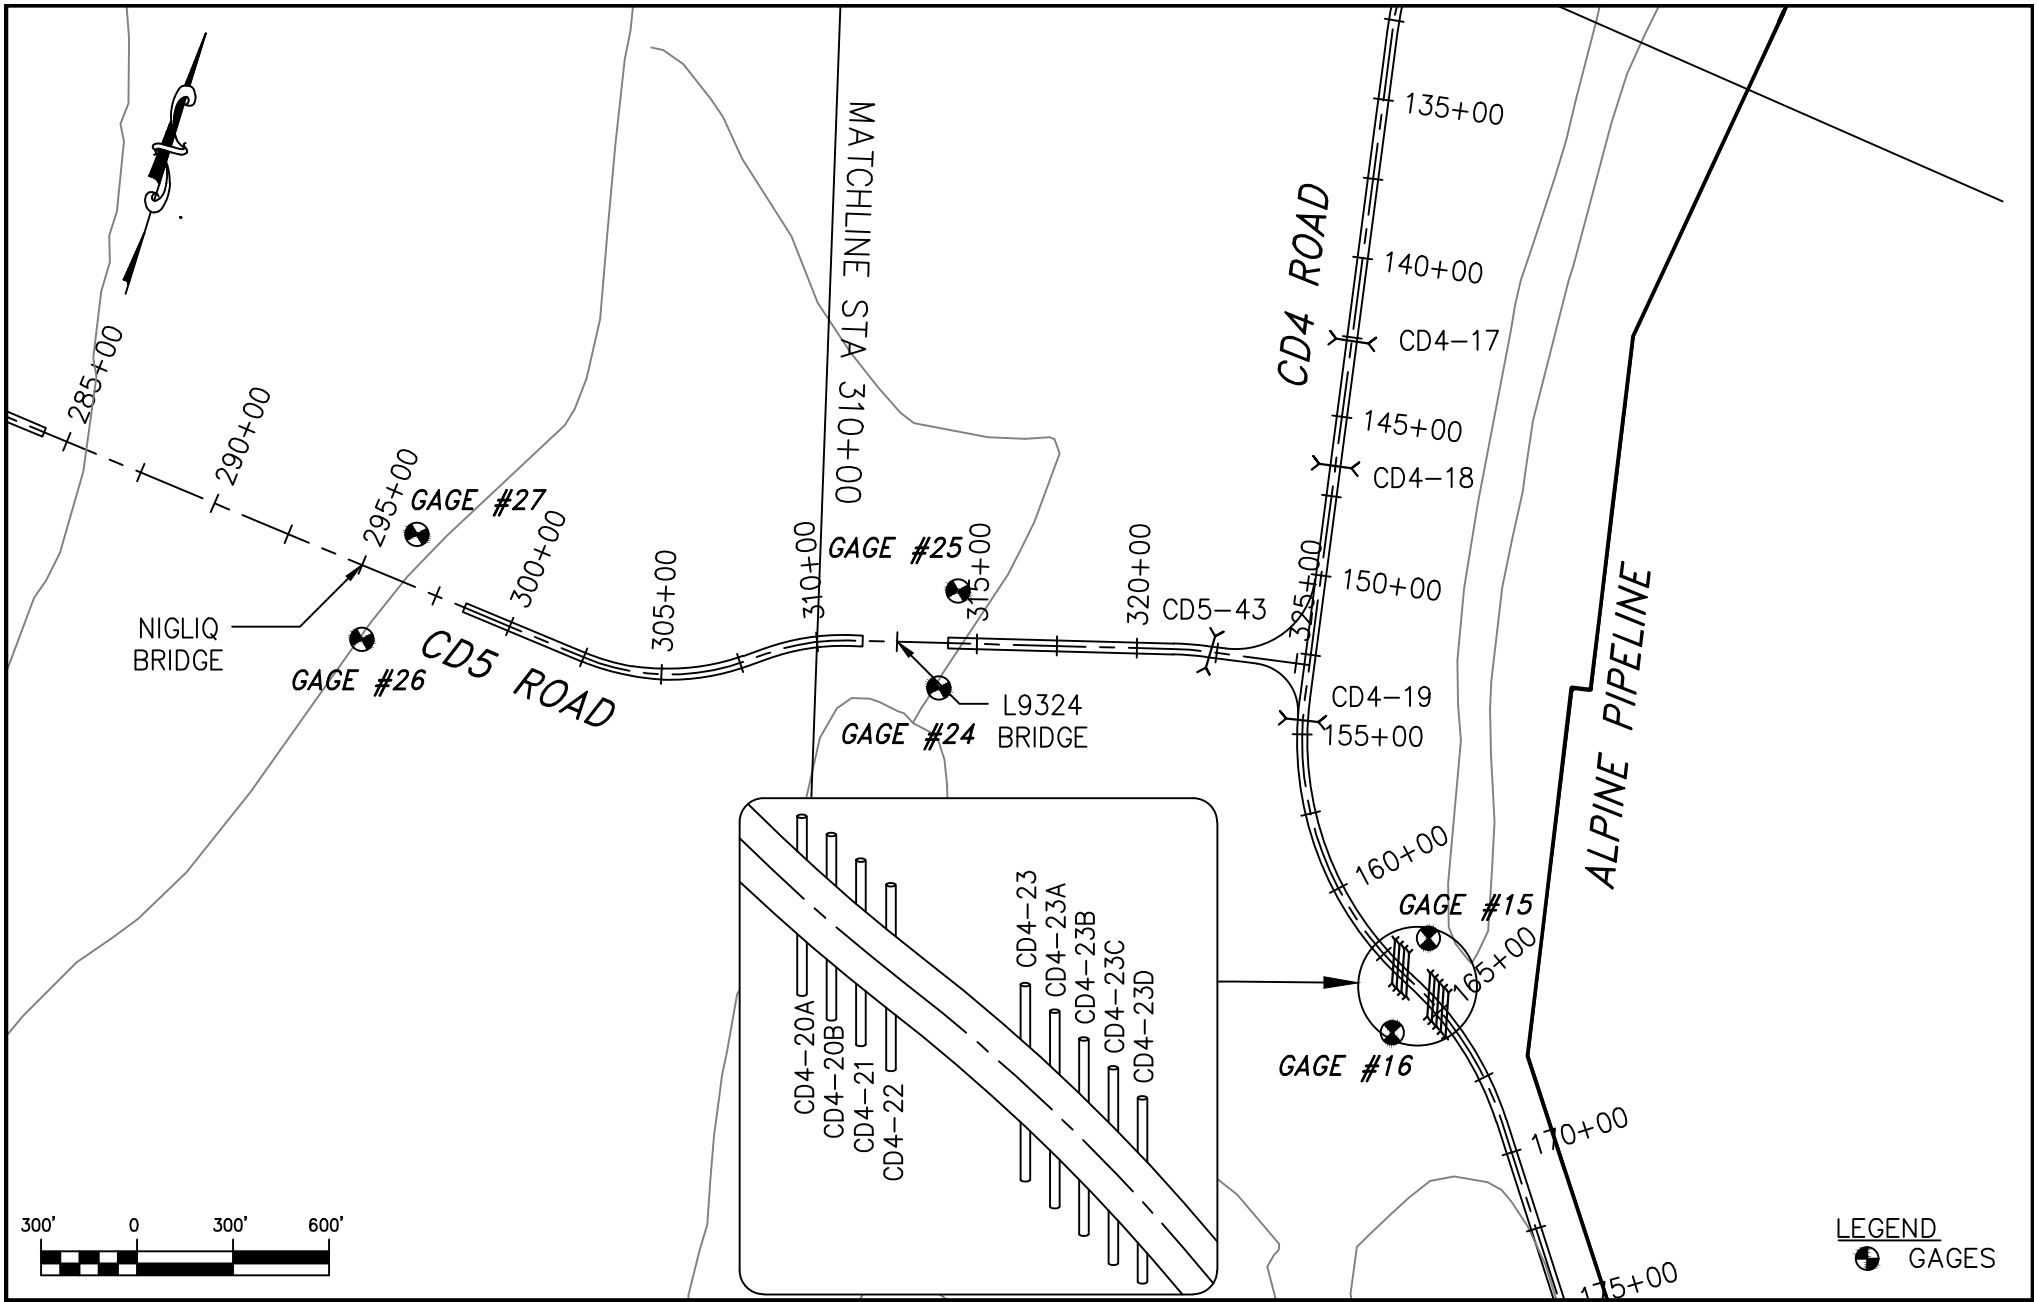 135+00
MATCHLINE STA 310+00
CD4 ROAD
140+00
CD4-17
285+00
290+00
145+00
CD4-18
295+00
GAGE #27
300+00
305+00
310+00
GAGE #25
315+00
320+00
325+00
150+00
CD5-43
NIGLIQ
BRIDGE
GAGE #26
CD5 ROAD
L9324
BRIDGE
GAGE #24
CD4-19
155+00
ALPINE PIPELINE
160+00
GAGE #15
165+00
GAGE #16
CD4-20A
CD4-20B
CD4-21
CD4-22
CD4-23
CD4-23A
CD4-23B
CD4-23C
CD4-23D
170+00
175+00
300' 0 300' 600'
LEGEND
GAGES